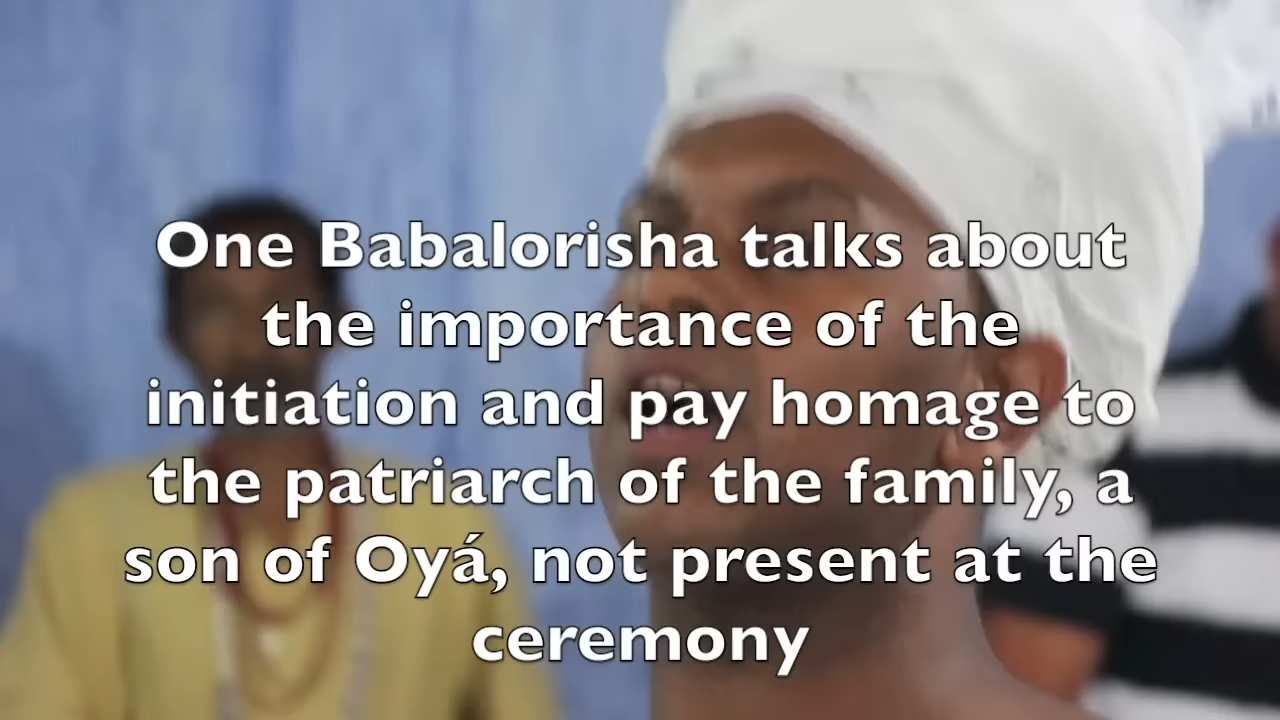 One Babalorisha talks about
the importance of the
initiation and pay homage to
the patriarch of the family, a
son of Oyá, not present at the
ceremony